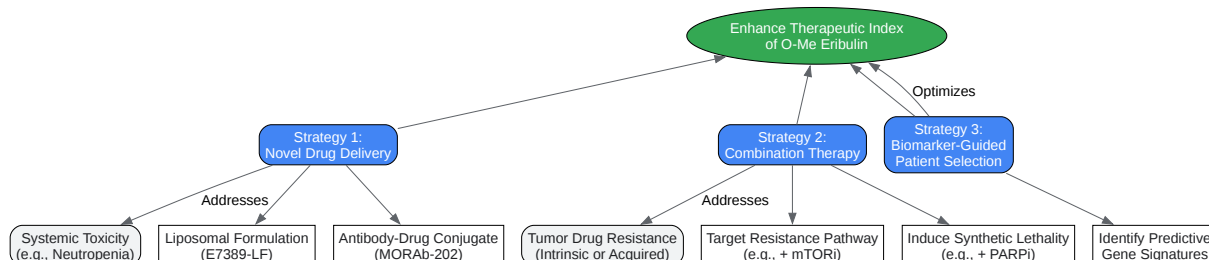 Enhance Therapeutic Index
of O-Me Eribulin
Optimizes
Strategy 1:
Novel Drug Delivery
Strategy 2:
Combination Therapy
Strategy 3:
Biomarker-Guided
Patient Selection
Addresses
Addresses
Systemic Toxicity
(e.g., Neutropenia)
Liposomal Formulation
(E7389-LF)
Antibody-Drug Conjugate
(MORAb-202)
Tumor Drug Resistance
(Intrinsic or Acquired)
Target Resistance Pathway
(e.g., + mTORi)
Induce Synthetic Lethality
(e.g., + PARPi)
Identify Predictive
Gene Signatures